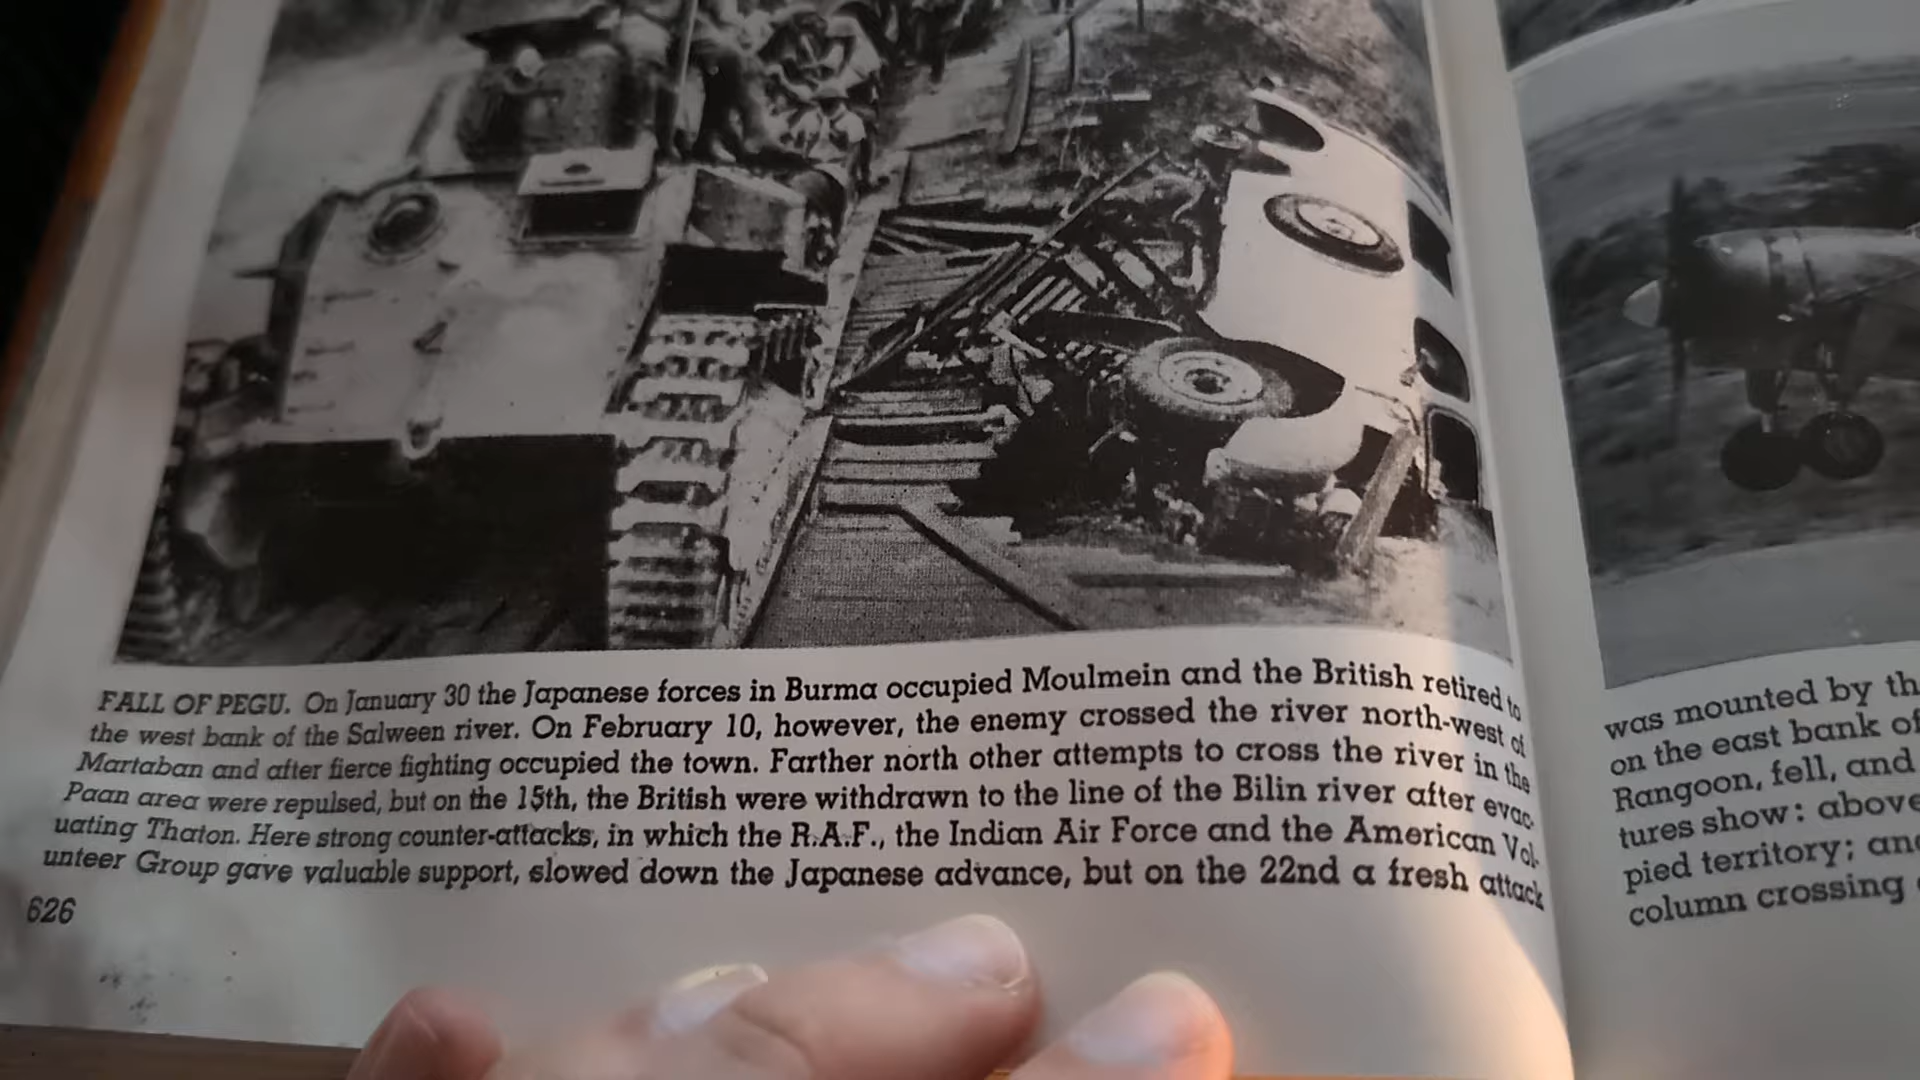 FALL OF PEGU. On January 30 the Japanese forces in Burma occupied Moulmein and the British retired to
the west bank of the Salween river. On February 10, however, the enemy crossed the river north-west of
Martaban and after fierce fighting occupied the town. Farther north other attempts to cross the river in the
Paan area were repulsed, but on the 15th, the British were withdrawn to the line of the Bilin river after evac-
uating Thaton. Here strong counter-attacks, in which the R.A.F., the Indian Air Force and the American Vol-
unteer Group gave valuable support, slowed down the Japanese advance, but on the 22nd a fresh attack
626
was mounted by th
on the east bank of
Rangoon, fell, and
tures show: above
pied territory; and
column crossing